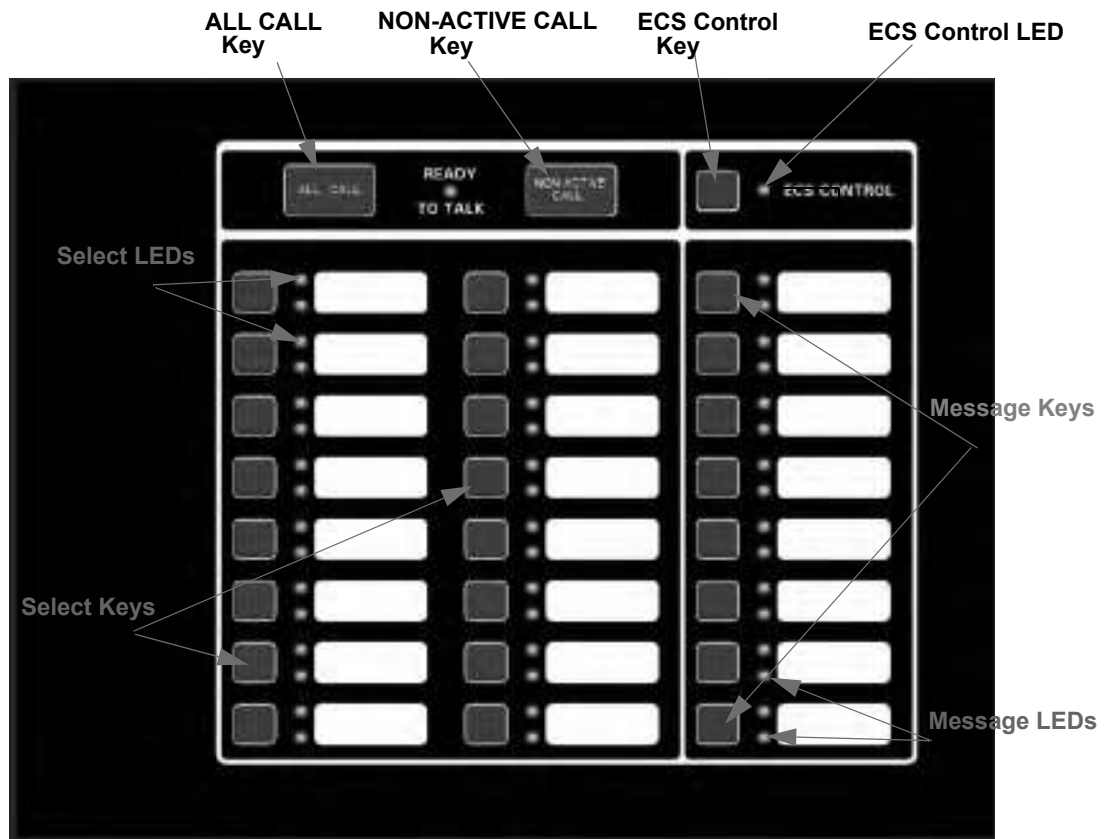 ALL CALL
Key
NON-ACTIVE CALL
Key
ECS Control
Key
ECS Control LED
ALL CALL
READY
TO TALK
NON-ACTIVE
CALL
ECS CONTROL
Select LEDs
Message Keys
Select Keys
Message LEDs